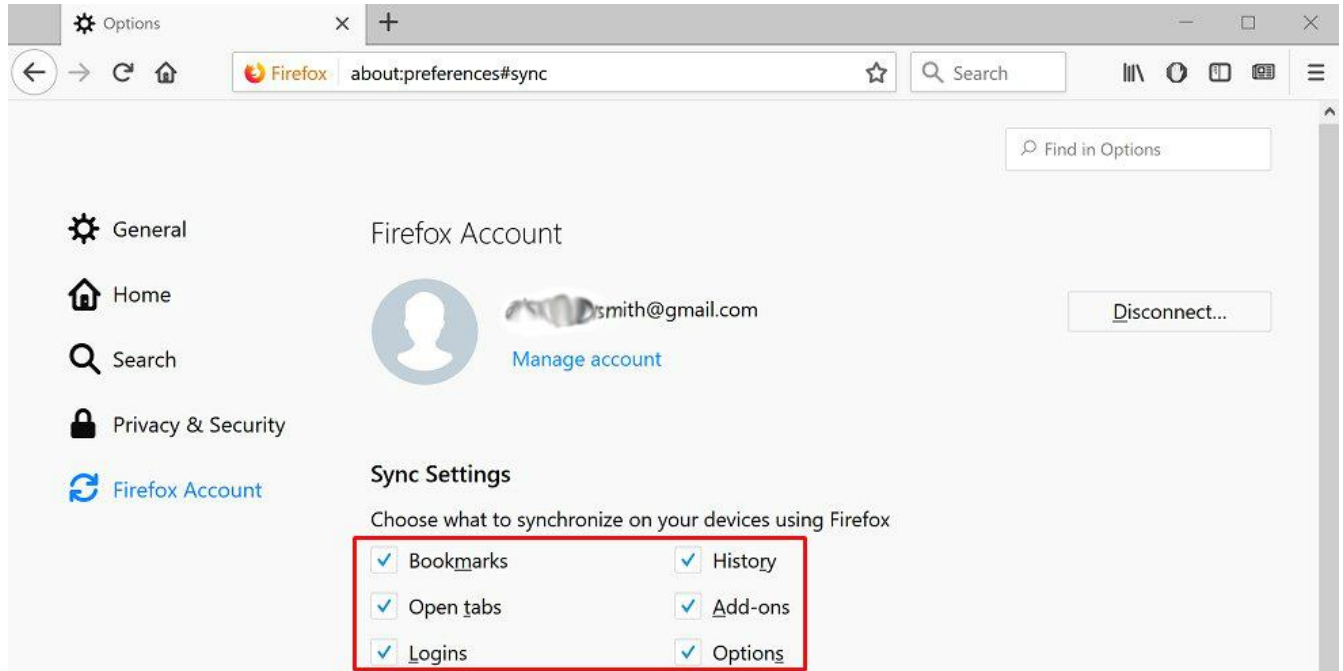 Options
Firefox about:preferences#sync Search
Find in Options
General
Home
Search
Privacy & Security
Firefox Account
Firefox Account
smith@gmail.com
Manage account
Disconnect...
Sync Settings
Choose what to synchronize on your devices using Firefox
Bookmarks History
Open tabs Add-ons
Logins Options